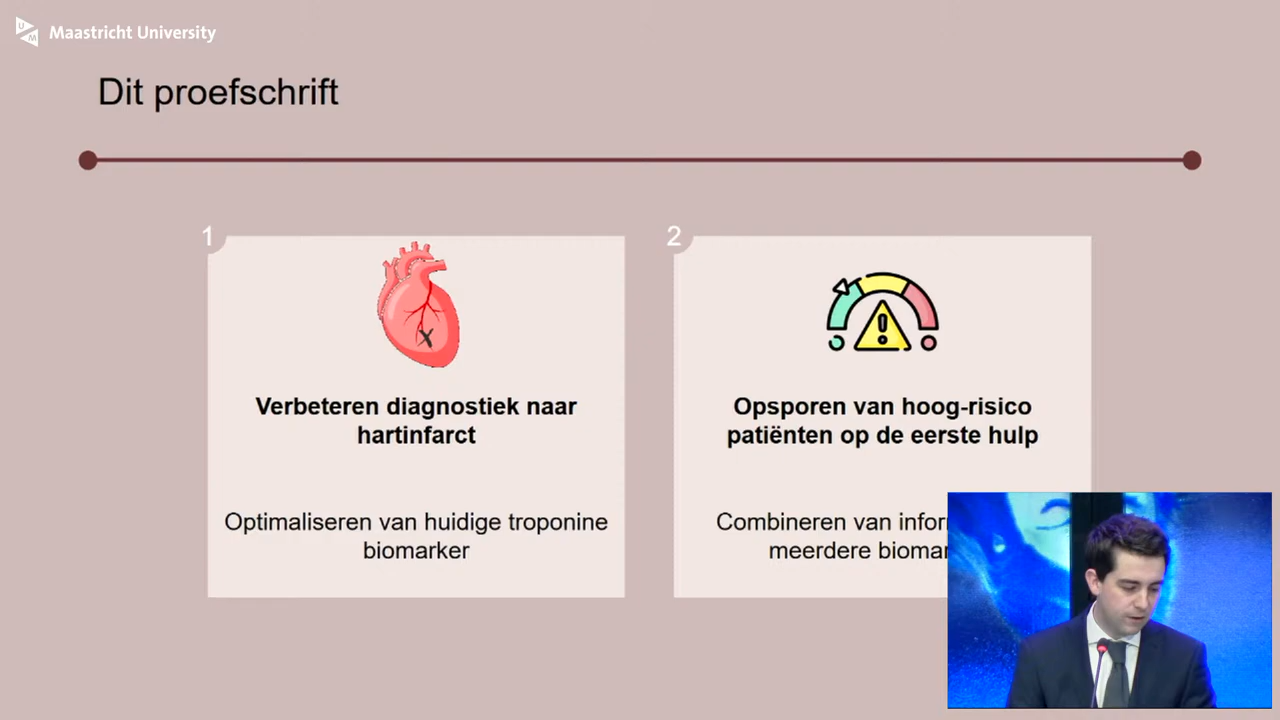 Maastricht University
Dit proefschrift
1
Verbeteren diagnostiek naar
hartinfarct
Optimaliseren van huidige troponine
biomarker
2
Opsporen van hoog-risico
patiënten op de eerste hulp
Combineren van
meerdere